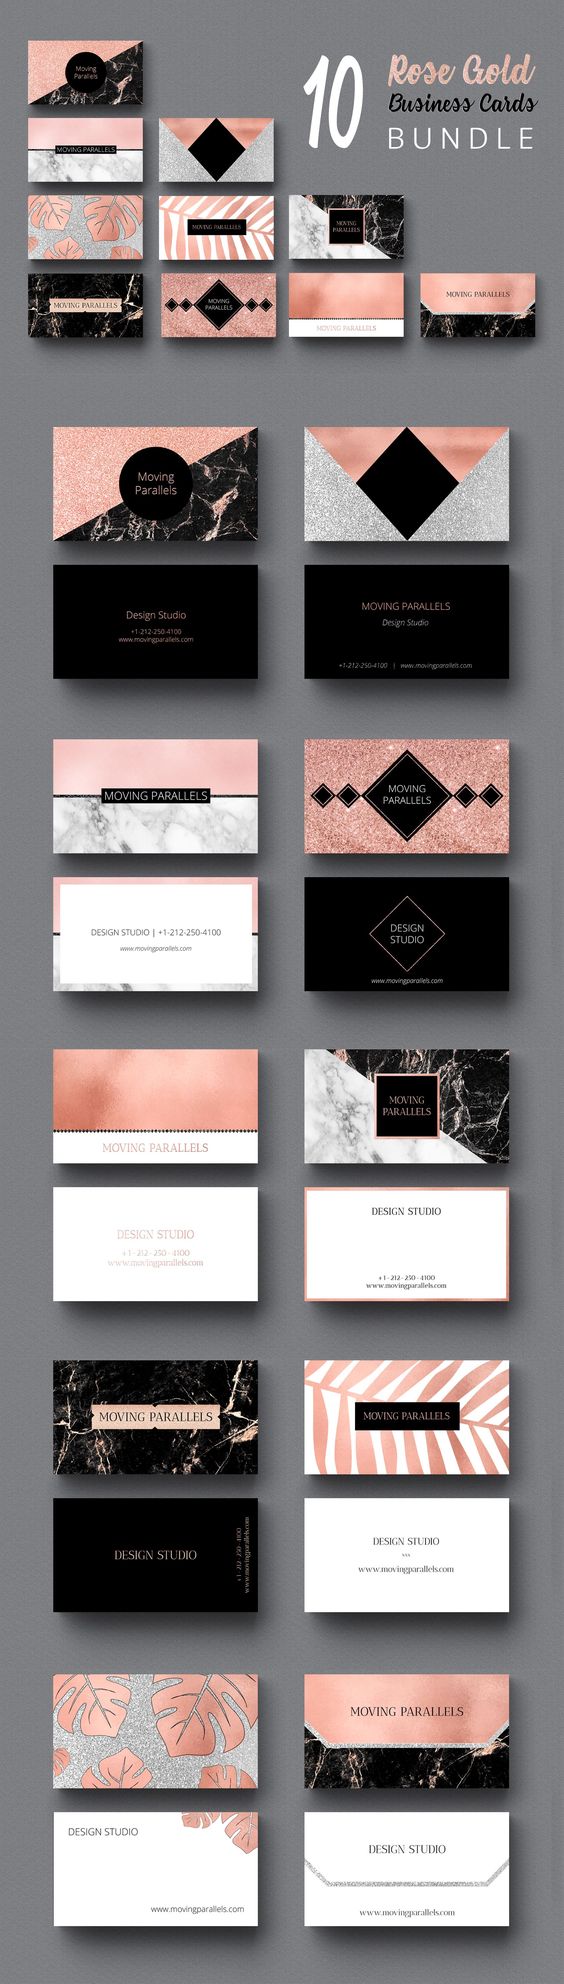 10
Rose Gold
Business Cards
BUNDLE
Moving
Parallels
MOVING PARALLELS
MOVING PARALLELS
MOVING
PARALLELS
MOVING PARALLELS
MOVING
PARALLELS
MOVING PARALLELS
MOVING PARALLELS
Moving
Parallels
Design Studio
+1-212-250-4100
www.movingparallels.com
MOVING PARALLELS
Design Studio
+1-212-250-4100 | www.movingparallels.com
MOVING PARALLELS
MOVING
PARALLELS
DESIGN STUDIO | +1-212-250-4100
www.movingparallels.com
DESIGN
STUDIO
www.movingparallels.com
MOVING PARALLELS
MOVING
PARALLELS
DESIGN STUDIO
+1-212-250-4100
www.movingparallels.com
DESIGN STUDIO
+1-212-250-4100
www.movingparallels.com
MOVING PARALLELS
MOVING PARALLELS
DESIGN STUDIO
+1-212-250-4100
www.movingparallels.com
DESIGN STUDIO
xxx
www.movingparallels.com
MOVING PARALLELS
DESIGN STUDIO
www.movingparallels.com
DESIGN STUDIO
www.movingparallels.com